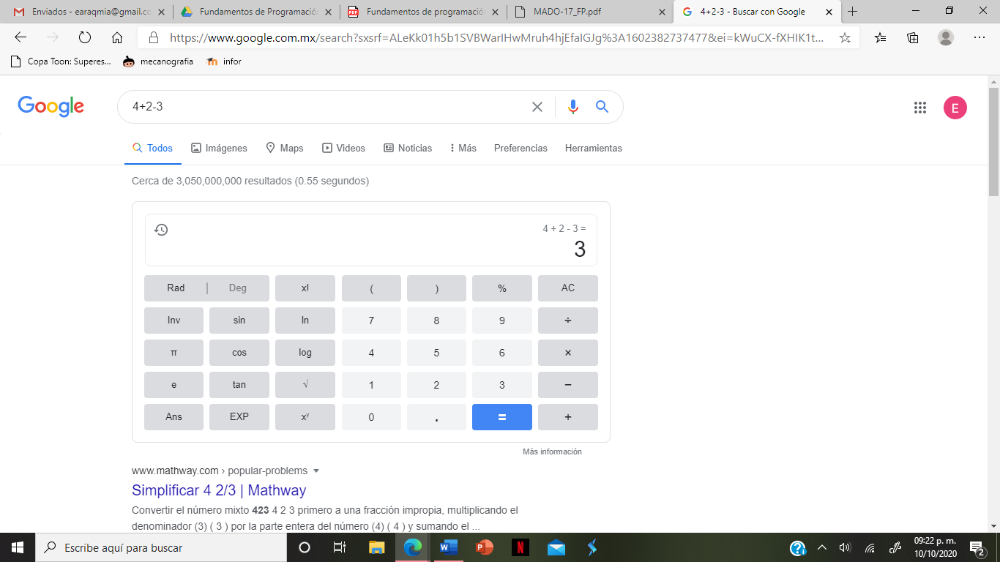 Enviados - earaqmia@gmail.co
Fundamentos de Programación
Fundamentos de programación
MADO-17_FP.pdf
4+2-3 - Buscar con Google
https://www.google.com.mx/search?sxsrf=ALeKk01h5b1SVBWarIHwMruh4hjEfaIGJg%3A1602382737477&ei=kWuCX-fXHIK1t...
Copa Toon: Superes...
mecanografia
infor
Google
4+2-3
E
Todos
Imágenes
Maps
Videos
Noticias
Más
Preferencias
Herramientas
Cerca de 3,050,000,000 resultados (0.55 segundos)
4 + 2 - 3 =
3
Rad | Deg x! ( ) % AC
Inv sin ln 7 8 9 ÷
π cos log 4 5 6 ×
e tan √ 1 2 3 −
Ans EXP xʸ 0 . = +
Más información
www.mathway.com › popular-problems
Simplificar 4 2/3 | Mathway
Convertir el número mixto 423 4 2 3 primero a una fracción impropia, multiplicando el
denominador (3) ( 3 ) por la parte entera del número (4) ( 4 ) y sumando el ...
Escribe aquí para buscar
09:22 p. m.
10/10/2020
2